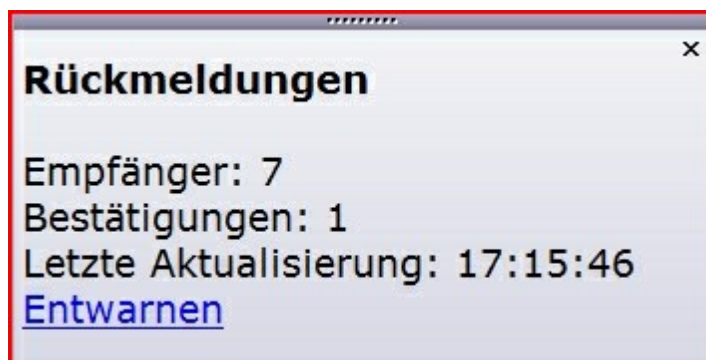 Rückmeldungen
Empfänger: 7
Bestätigungen: 1
Letzte Aktualisierung: 17:15:46
Entwarnen